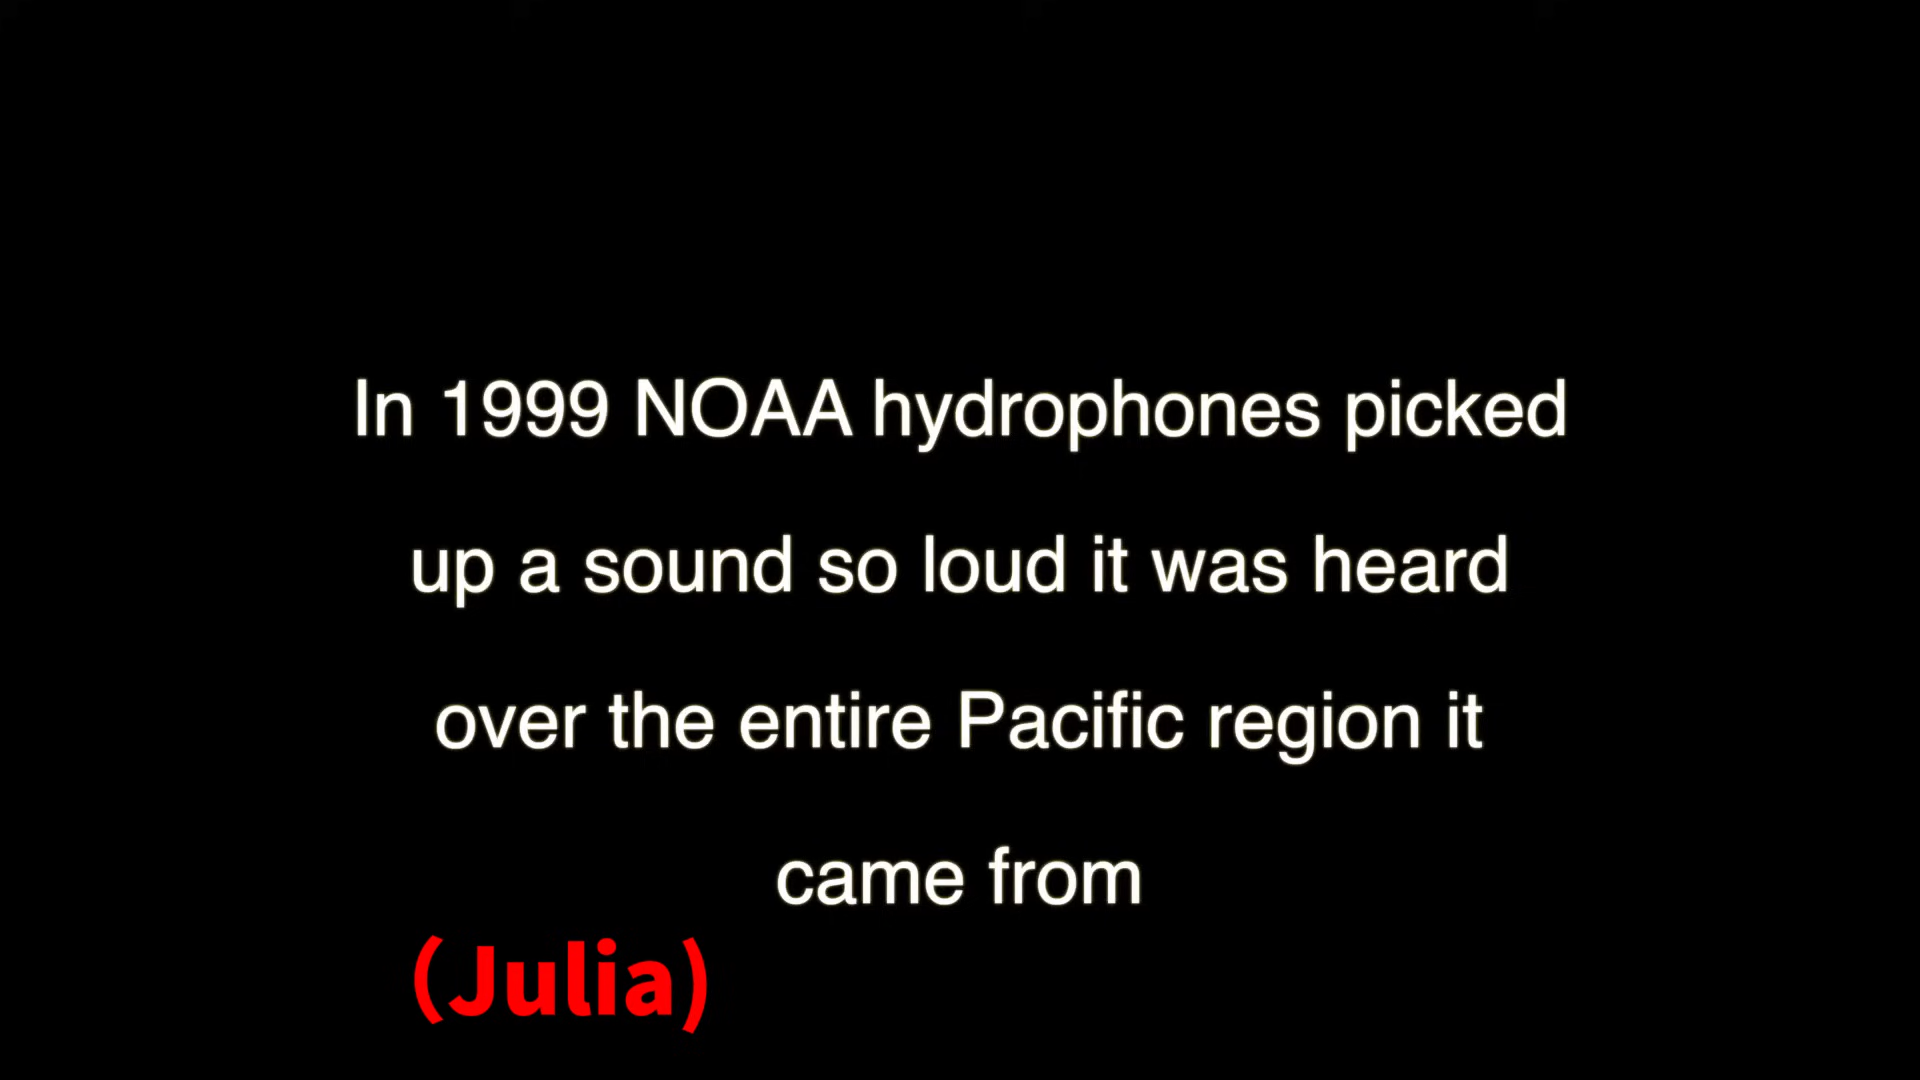 In 1999 NOAA hydrophones picked
up a sound so loud it was heard
over the entire Pacific region it
came from
(Julia)